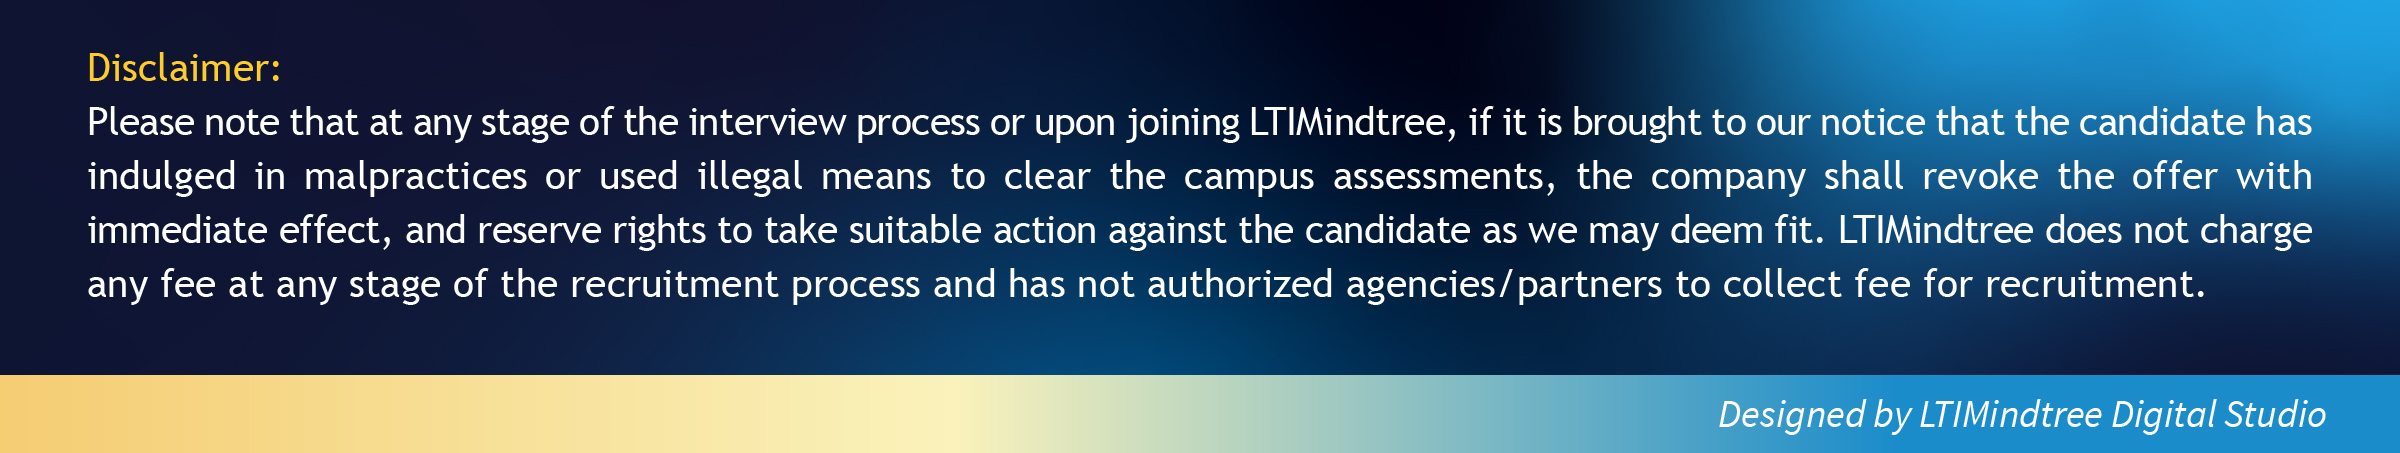 Disclaimer:
Please note that at any stage of the interview process or upon joining LTIMindtree, if it is brought to our notice that the candidate has
indulged in malpractices or used illegal means to clear the campus assessments, the company shall revoke the offer with
immediate effect, and reserve rights to take suitable action against the candidate as we may deem fit. LTIMindtree does not charge
any fee at any stage of the recruitment process and has not authorized agencies/partners to collect fee for recruitment.
Designed by LTIMindtree Digital Studio